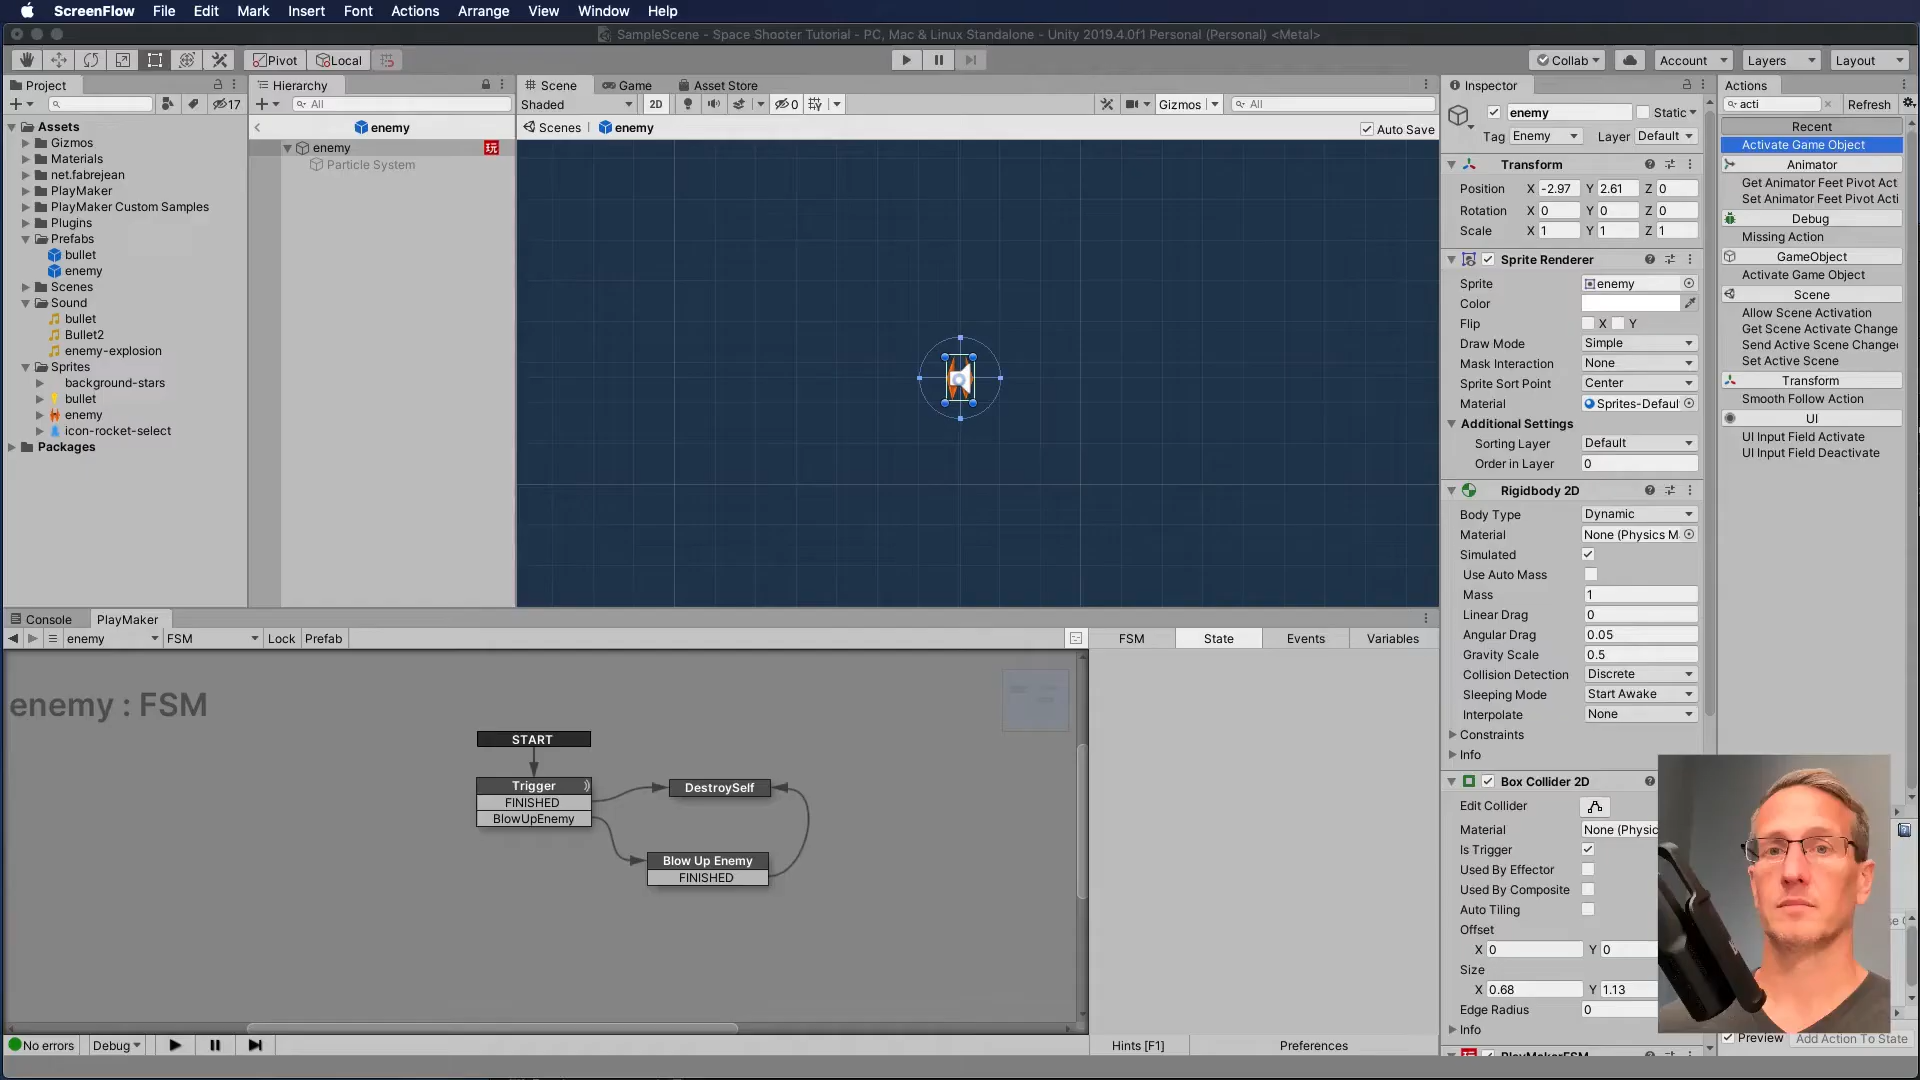 ScreenFlow File Edit Mark Insert Font Actions Arrange View Window Help
SampleScene - Space Shooter Tutorial - PC, Mac & Linux Standalone - Unity 2019.4.0f1 Personal (Personal) <Metal>
Pivot Local Collab Account Layers Layout
Project
17
Assets
Gizmos
Materials
net.fabrejean
PlayMaker
PlayMaker Custom Samples
Plugins
Prefabs
bullet
enemy
Scenes
Sound
bullet
Bullet2
enemy-explosion
Sprites
background-stars
bullet
enemy
icon-rocket-select
Packages
Hierarchy
All
enemy
enemy
玩
Particle System
Scene Game Asset Store
Shaded 2D 0 Gizmos All
Scenes enemy Auto Save
Inspector
enemy Static
Tag Enemy Layer Default
Transform
Position X -2.97 Y 2.61 Z 0
Rotation X 0 Y 0 Z 0
Scale X 1 Y 1 Z 1
Sprite Renderer
Sprite enemy
Color
Flip X Y
Draw Mode Simple
Mask Interaction None
Sprite Sort Point Center
Material Sprites-Defaul
Additional Settings
Sorting Layer Default
Order in Layer 0
Rigidbody 2D
Body Type Dynamic
Material None (Physics M
Simulated
Use Auto Mass
Mass 1
Linear Drag 0
Angular Drag 0.05
Gravity Scale 0.5
Collision Detection Discrete
Sleeping Mode Start Awake
Interpolate None
Constraints
Info
Box Collider 2D
Edit Collider
Material None (Physic
Is Trigger
Used By Effector
Used By Composite
Auto Tiling
Offset
X 0 Y 0
Size
X 0.68 Y 1.13
Edge Radius 0
Info
PlayMakerFSM
Actions
acti Refresh
Recent
Activate Game Object
Animator
Get Animator Feet Pivot Act
Set Animator Feet Pivot Acti
Debug
Missing Action
GameObject
Activate Game Object
Scene
Allow Scene Activation
Get Scene Activate Change
Send Active Scene Change
Set Active Scene
Transform
Smooth Follow Action
UI
UI Input Field Activate
UI Input Field Deactivate
Preview Add Action To State
Console PlayMaker
enemy FSM Lock Prefab
FSM State Events Variables
enemy : FSM
START
Trigger
FINISHED
BlowUpEnemy
DestroySelf
Blow Up Enemy
FINISHED
No errors Debug
Hints [F1] Preferences